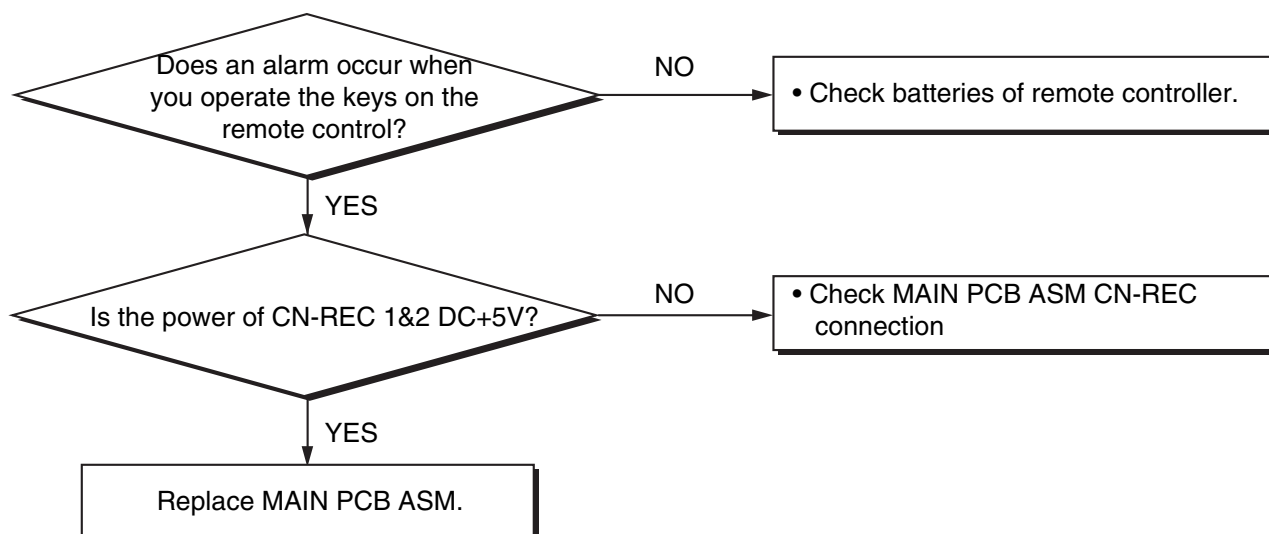 Does an alarm occur when
you operate the keys on the
remote control?
NO
• Check batteries of remote controller.
YES
Is the power of CN-REC 1&2 DC+5V?
NO
• Check MAIN PCB ASM CN-REC
connection
YES
Replace MAIN PCB ASM.